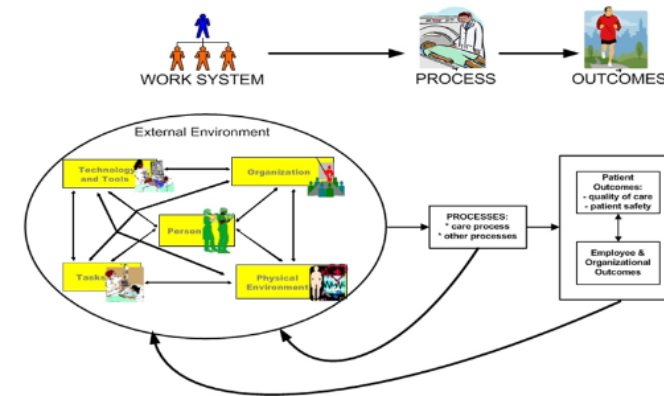 WORK SYSTEM
PROCESS
OUTCOMES
External Environment
Technology
and Tools
Organization
Person
Tasks
Physical
Environment
PROCESSES:
* care process
* other processes
Patient
Outcomes:
- quality of care
- patient safety
Employee &
Organizational
Outcomes